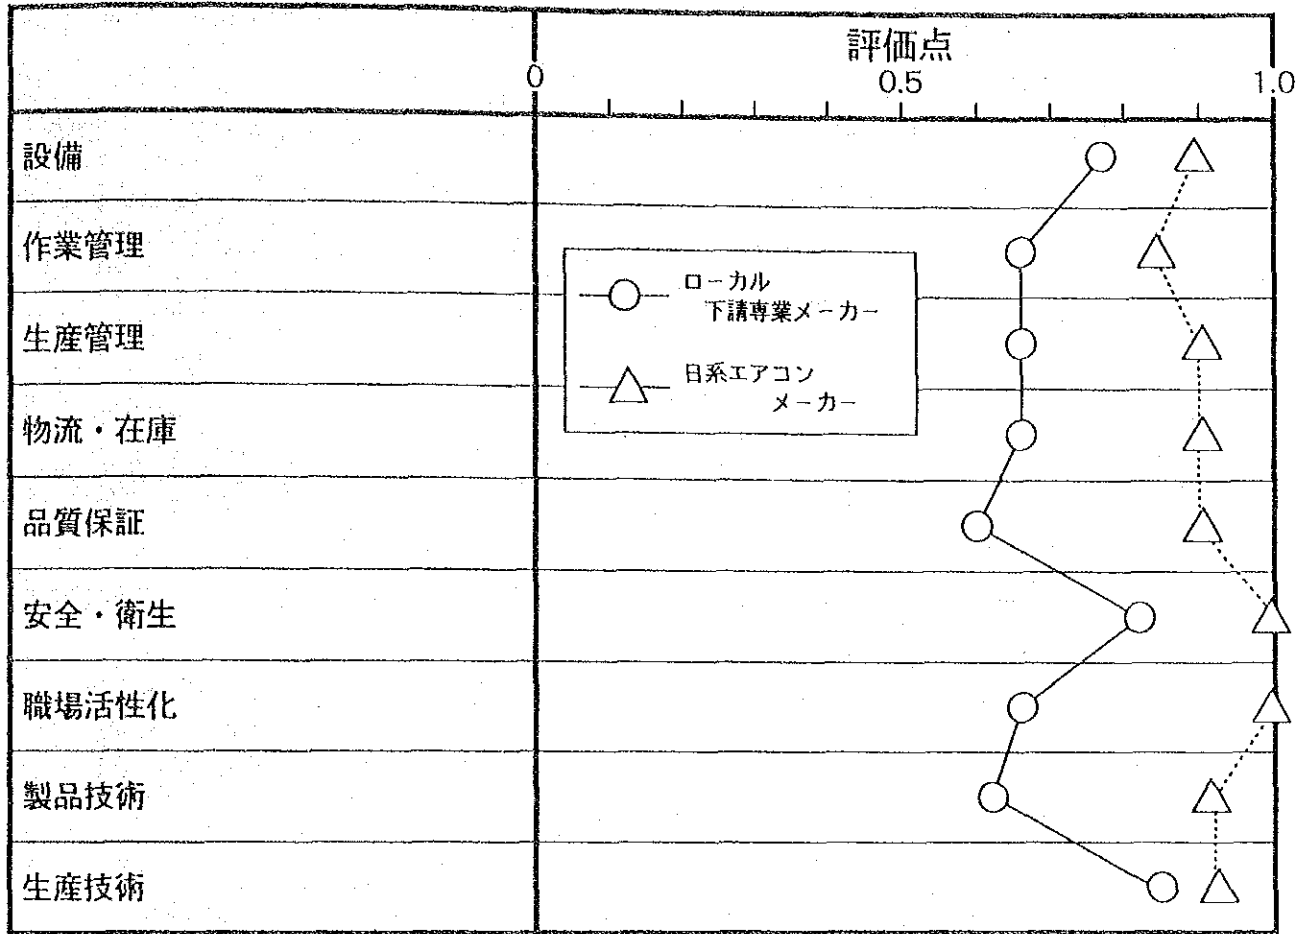 評価点
0
0.5
1.0
設備
作業管理
生産管理
物流・在庫
品質保証
安全・衛生
職場活性化
製品技術
生産技術
ローカル
下請専業メーカー
日系エアコン
メーカー